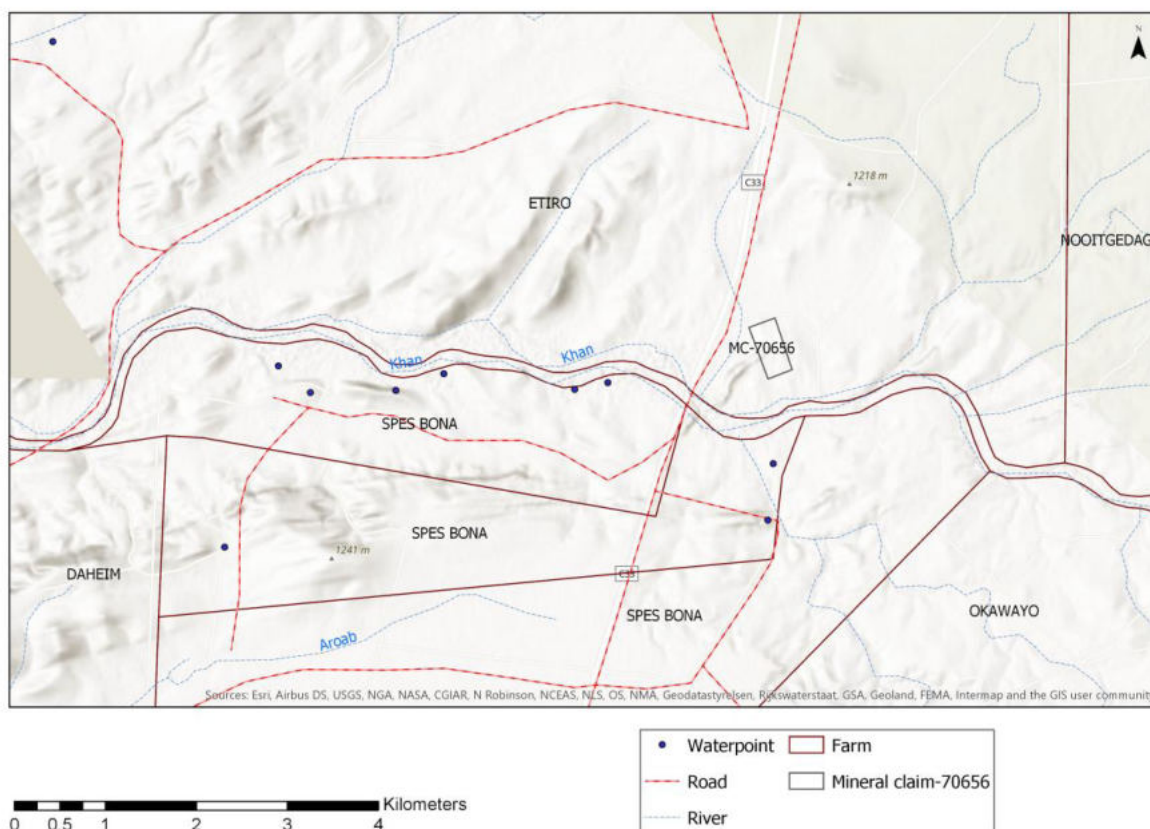 N
C33
1218 m
ETIRO
NOOITGEDAG
MC-70656
Khan
Khan
SPES BONA
SPES BONA
1241 m
DAHEIM
C33
OKAWAYO
SPES BONA
Aroab
Sources: Esri, Airbus DS, USGS, NGA, NASA, CGIAR, N Robinson, NCEAS, NLS, OS, NMA, Geodatastyrelsen, Rijkswaterstaat, GSA, Geoland, FEMA, Intermap and the GIS user community
Waterpoint Farm
Road Mineral claim-70656
River
Kilometers
0 0.5 1 2 3 4